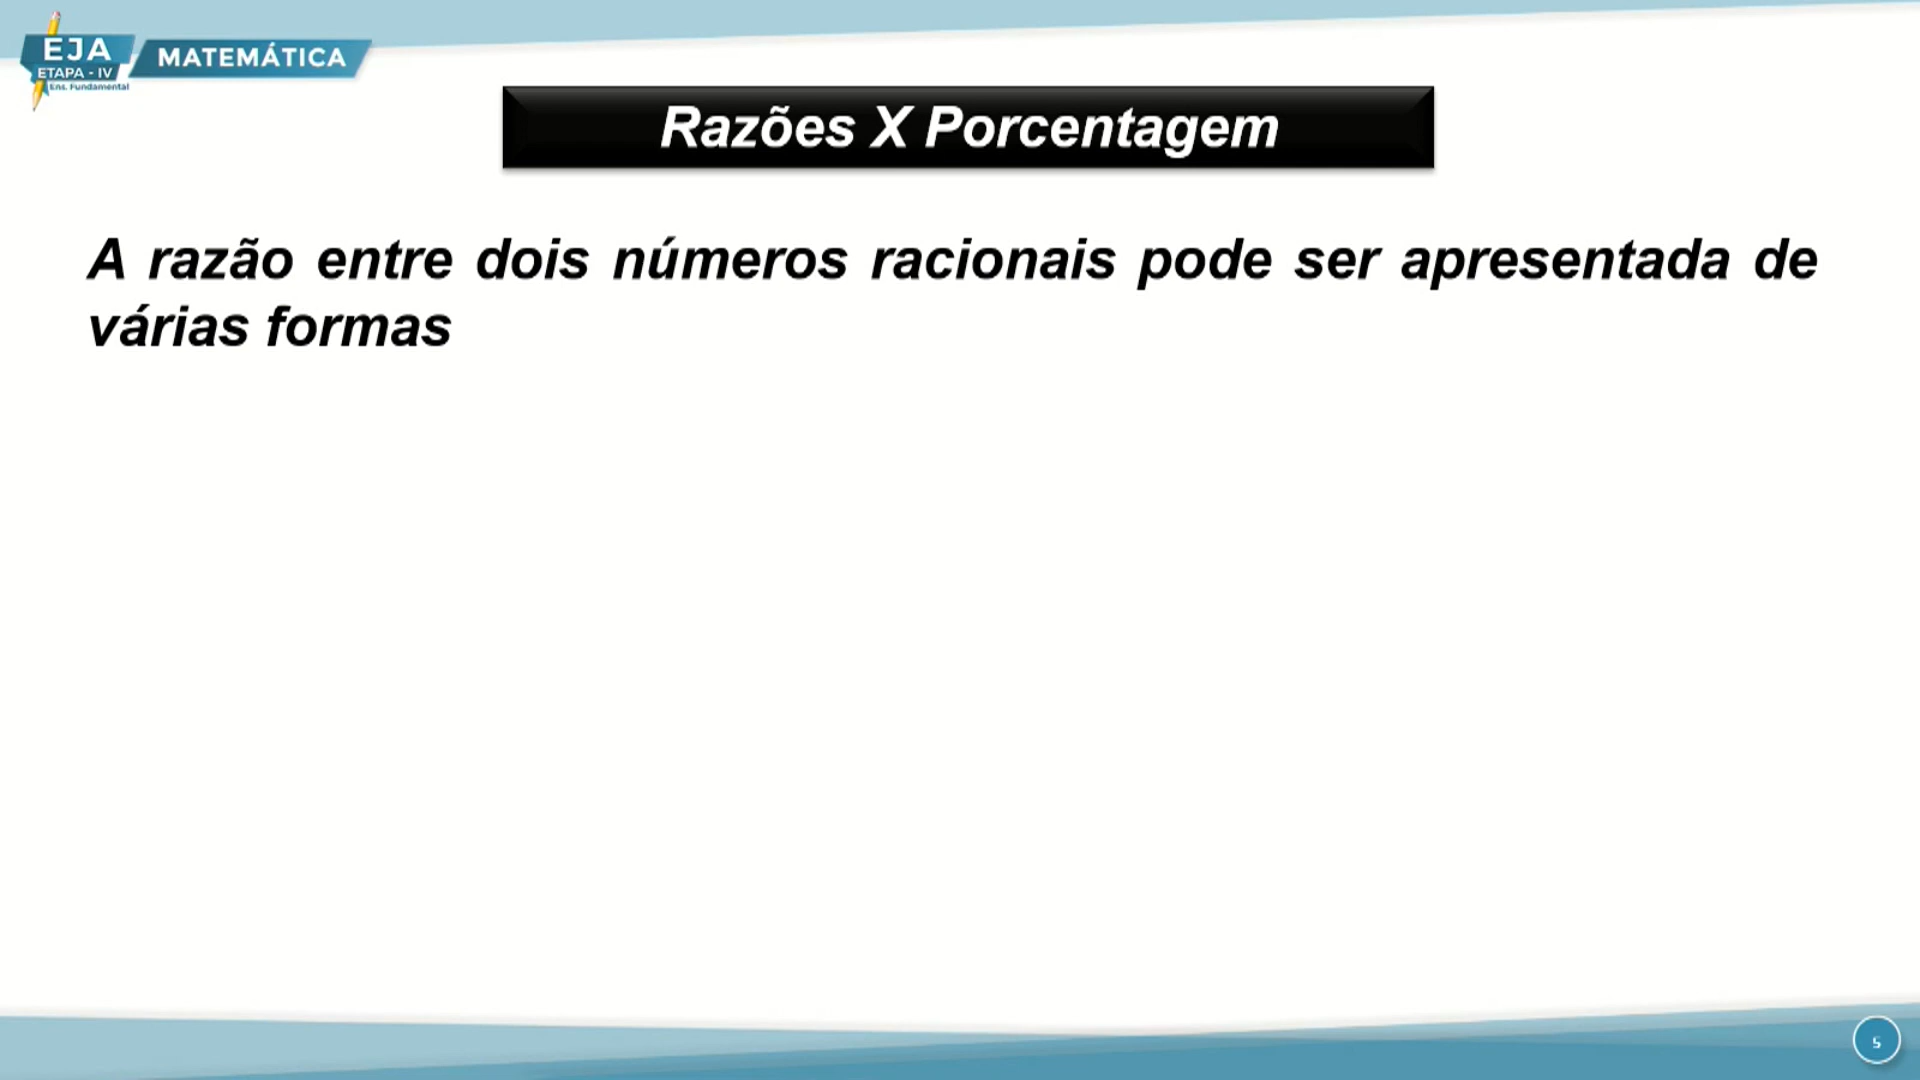 EJA
ETAPA - IV
Ens. Fundamental
MATEMÁTICA
Razões X Porcentagem
A razão entre dois números racionais pode ser apresentada de
várias formas
5